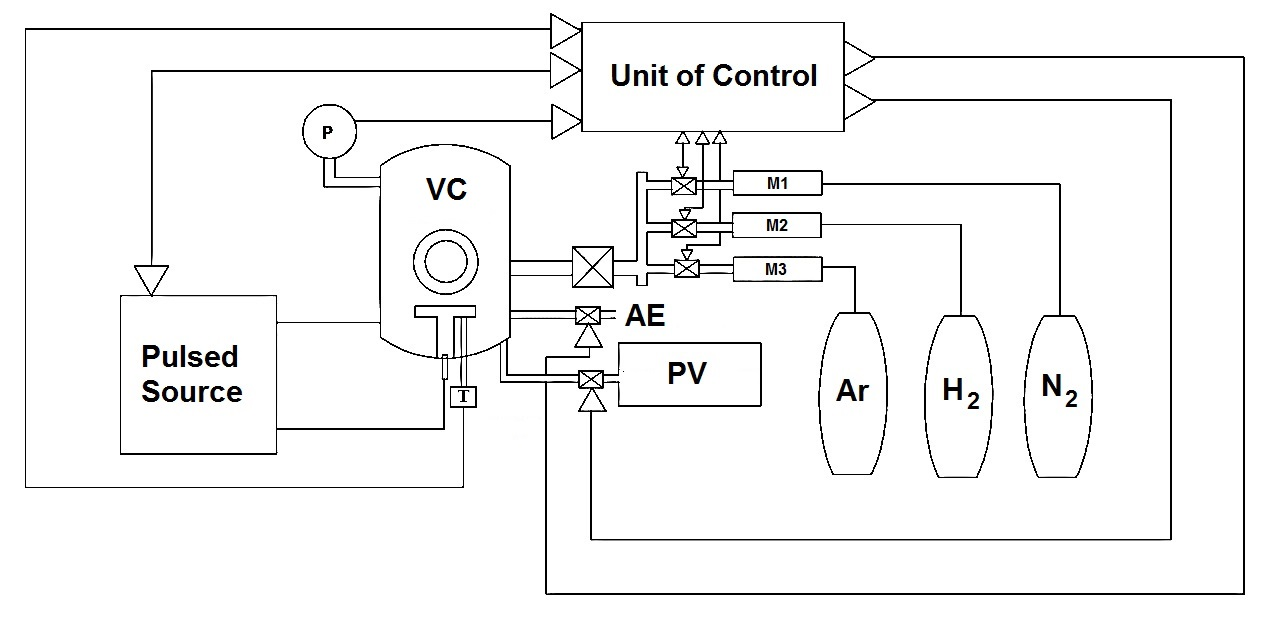 Unit of Control
P
VC
M1
M2
M3
AE
Pulsed
Source
T
PV
Ar
H2
N2